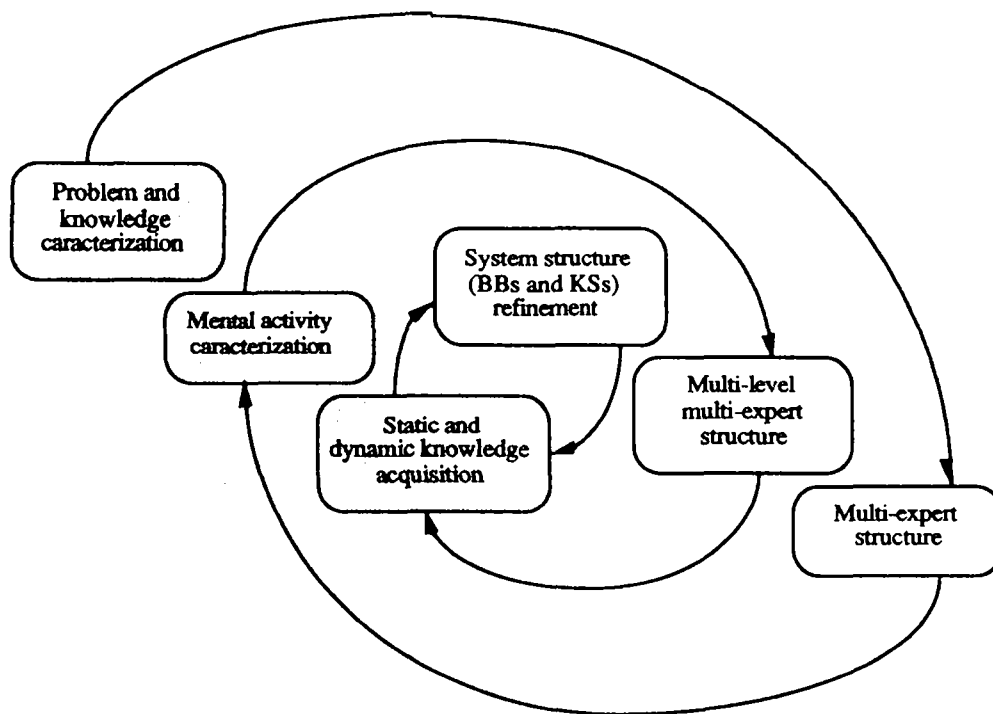 Problem and
knowledge
caracterization
System structure
(BBs and KSs)
refinement
Mental activity
caracterization
Multi-level
multi-expert
structure
Static and
dynamic knowledge
acquisition
Multi-expert
structure